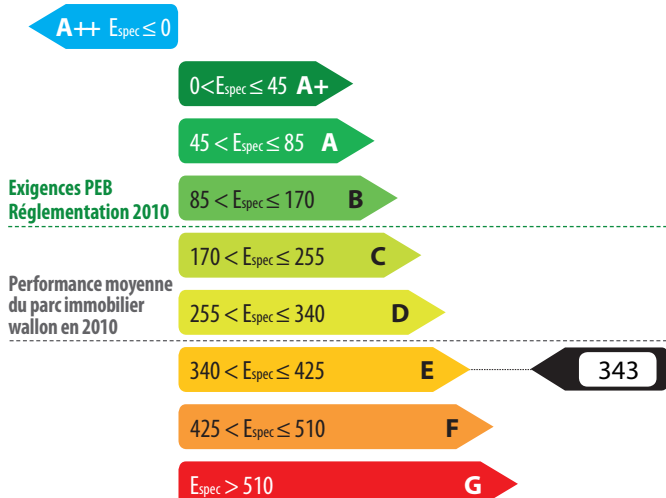 A++ Espec ≤ 0
0<Espec ≤ 45 A+
45 < Espec ≤ 85 A
Exigences PEB
Réglementation 2010
85 < Espec ≤ 170 B
170 < Espec ≤ 255 C
Performance moyenne
du parc immobilier
wallon en 2010
255 < Espec ≤ 340 D
340 < Espec ≤ 425 E
343
425 < Espec ≤ 510 F
Espec > 510 G